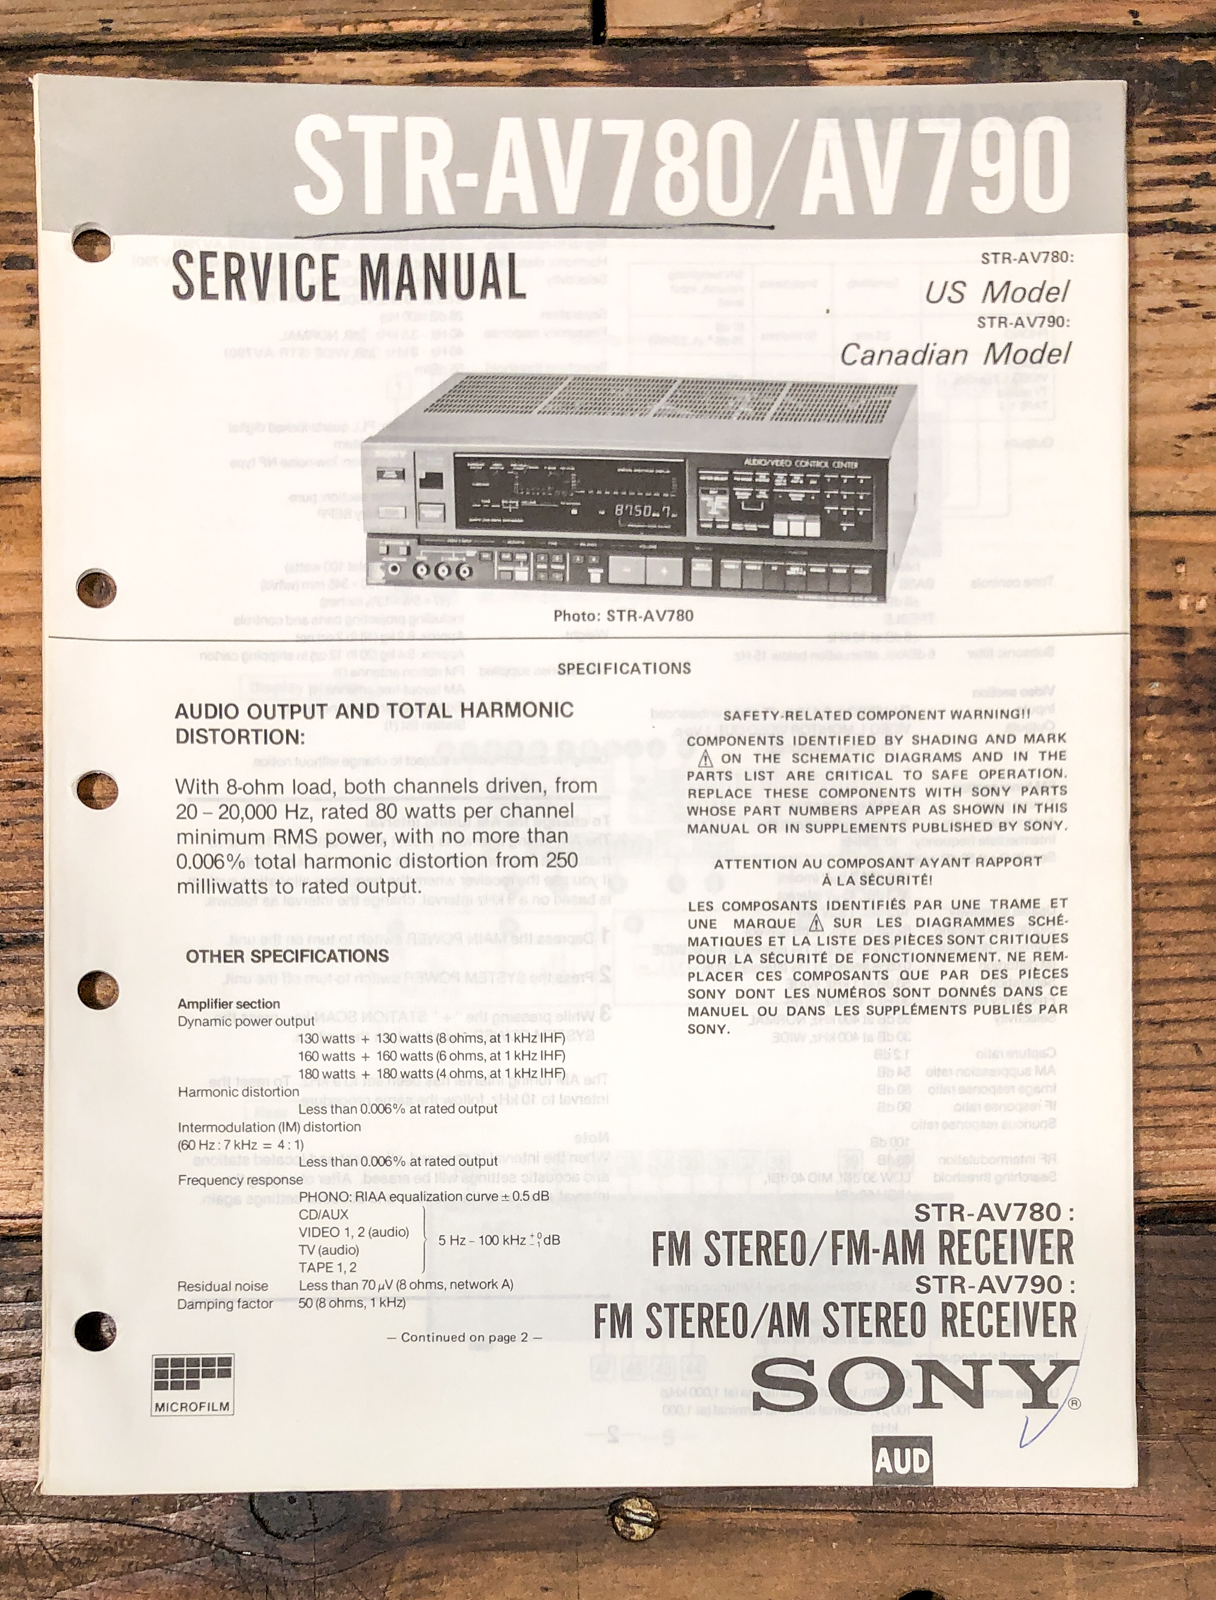 STR-AV780/AV790
SERVICE MANUAL
STR-AV780:
US Model
STR-AV790:
Canadian Model
SONY
AUDIO/VIDEO CONTROL CENTER
Photo: STR-AV780
SPECIFICATIONS
AUDIO OUTPUT AND TOTAL HARMONIC
DISTORTION:
With 8-ohm load, both channels driven, from
20 – 20,000 Hz, rated 80 watts per channel
minimum RMS power, with no more than
0.006% total harmonic distortion from 250
milliwatts to rated output.
OTHER SPECIFICATIONS
Amplifier section
Dynamic power output
130 watts + 130 watts (8 ohms, at 1 kHz IHF)
160 watts + 160 watts (6 ohms, at 1 kHz IHF)
180 watts + 180 watts (4 ohms, at 1 kHz IHF)
Harmonic distortion
Less than 0.006% at rated output
Intermodulation (IM) distortion
(60 Hz : 7 kHz = 4 : 1)
Less than 0.006% at rated output
Frequency response
PHONO: RIAA equalization curve ± 0.5 dB
CD/AUX
VIDEO 1, 2 (audio)
TV (audio)
TAPE 1, 2
5 Hz – 100 kHz +0 −1 dB
Residual noise Less than 70 μV (8 ohms, network A)
Damping factor 50 (8 ohms, 1 kHz)
— Continued on page 2 —
MICROFILM
SAFETY-RELATED COMPONENT WARNING!!
COMPONENTS IDENTIFIED BY SHADING AND MARK
⚠ ON THE SCHEMATIC DIAGRAMS AND IN THE
PARTS LIST ARE CRITICAL TO SAFE OPERATION.
REPLACE THESE COMPONENTS WITH SONY PARTS
WHOSE PART NUMBERS APPEAR AS SHOWN IN THIS
MANUAL OR IN SUPPLEMENTS PUBLISHED BY SONY.
ATTENTION AU COMPOSANT AYANT RAPPORT
À LA SÉCURITÉ!
LES COMPOSANTS IDENTIFIÉS PAR UNE TRAME ET
UNE MARQUE ⚠ SUR LES DIAGRAMMES SCHÉ-
MATIQUES ET LA LISTE DES PIÈCES SONT CRITIQUES
POUR LA SÉCURITÉ DE FONCTIONNEMENT. NE REM-
PLACER CES COMPOSANTS QUE PAR DES PIÈCES
SONY DONT LES NUMÉROS SONT DONNÉS DANS CE
MANUEL OU DANS LES SUPPLÉMENTS PUBLIÉS PAR
SONY.
STR-AV780 :
FM STEREO/FM-AM RECEIVER
STR-AV790 :
FM STEREO/AM STEREO RECEIVER
SONY®
AUD